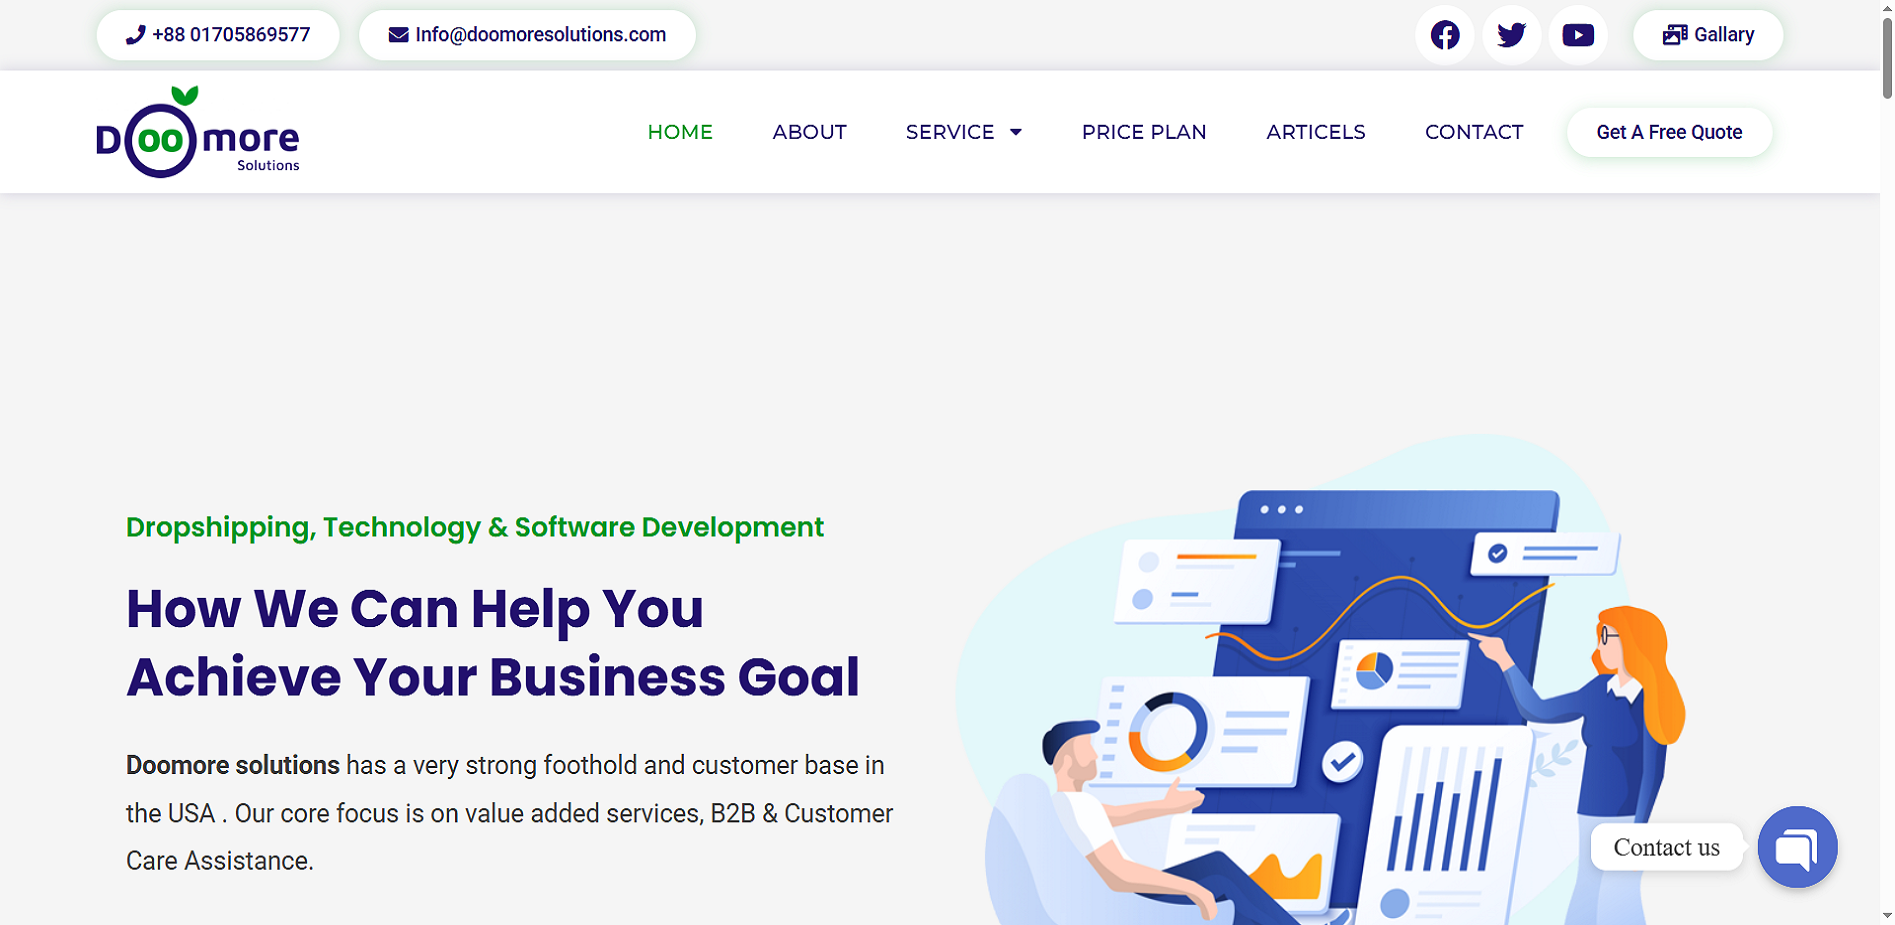 +88 01705869577
Info@doomoresolutions.com
Gallary
Doomore
Solutions
HOME
ABOUT
SERVICE
PRICE PLAN
ARTICELS
CONTACT
Get A Free Quote
Dropshipping, Technology & Software Development
How We Can Help You
Achieve Your Business Goal
Doomore solutions has a very strong foothold and customer base in
the USA . Our core focus is on value added services, B2B & Customer
Care Assistance.
Contact us